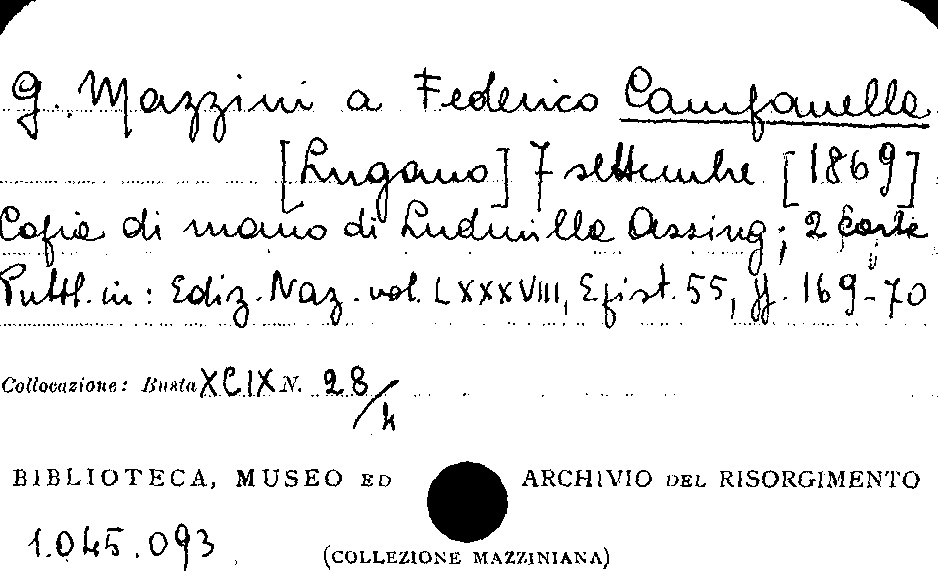 G. Mazzini a Federico Campanella
[Lugano] 7 settembre [1869]
Copia di mano di Ludmilla Assing; 2 carte
Pubbl. in: Ediz. Naz. vol. LXXXVIII, Epist. 55, pp. 169-70
Collocazione: Busta XCIX N. 28/4
BIBLIOTECA, MUSEO ED ARCHIVIO DEL RISORGIMENTO
1.045.093
(COLLEZIONE MAZZINIANA)